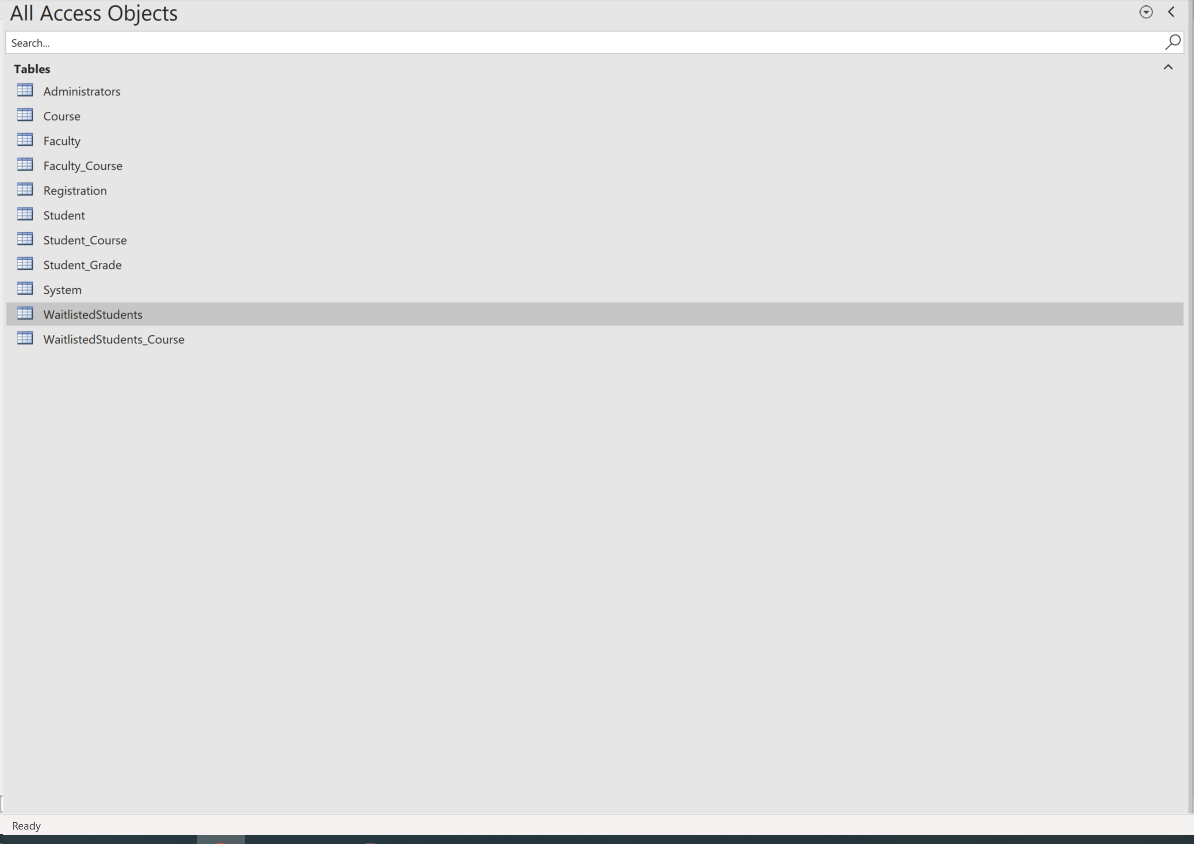 All Access Objects
Search...
Tables
Administrators
Course
Faculty
Faculty_Course
Registration
Student
Student_Course
Student_Grade
System
WaitlistedStudents
WaitlistedStudents_Course
Ready